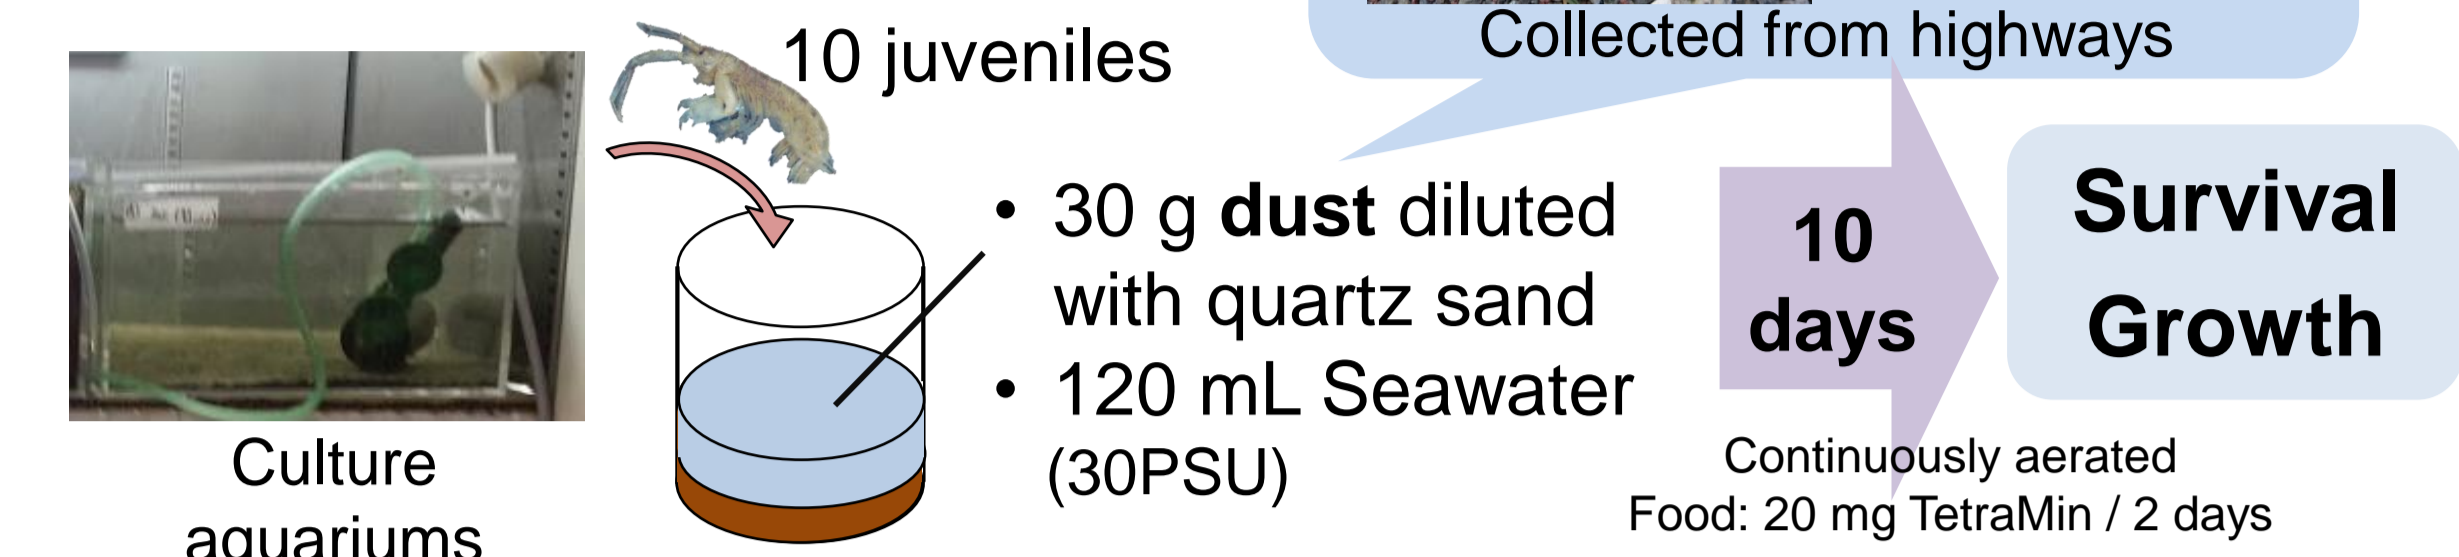 Collected from highways
10 juveniles
• 30 g dust diluted
with quartz sand
• 120 mL Seawater
(30PSU)
10
days
Survival
Growth
Continuously aerated
Food: 20 mg TetraMin / 2 days
Culture
aquariums